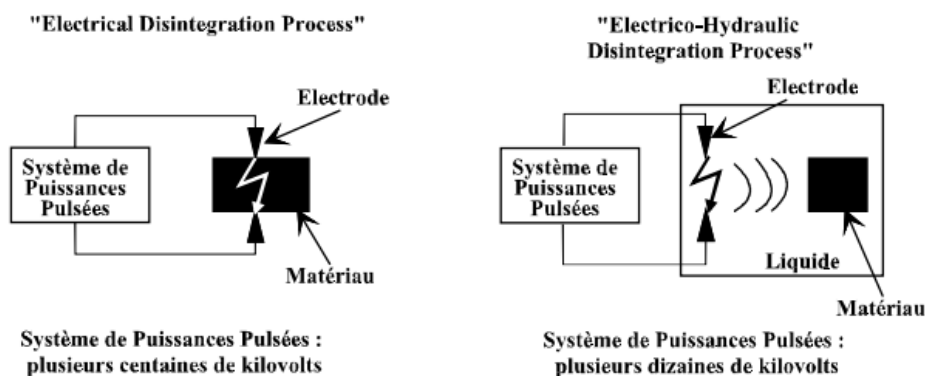 "Electrical Disintegration Process"
Electrode
Système de
Puissances
Pulsées
Matériau
Système de Puissances Pulsées :
plusieurs centaines de kilovolts
"Electrico-Hydraulic
Disintegration Process"
Electrode
Système de
Puissances
Pulsées
Liquide
Matériau
Système de Puissances Pulsées :
plusieurs dizaines de kilovolts